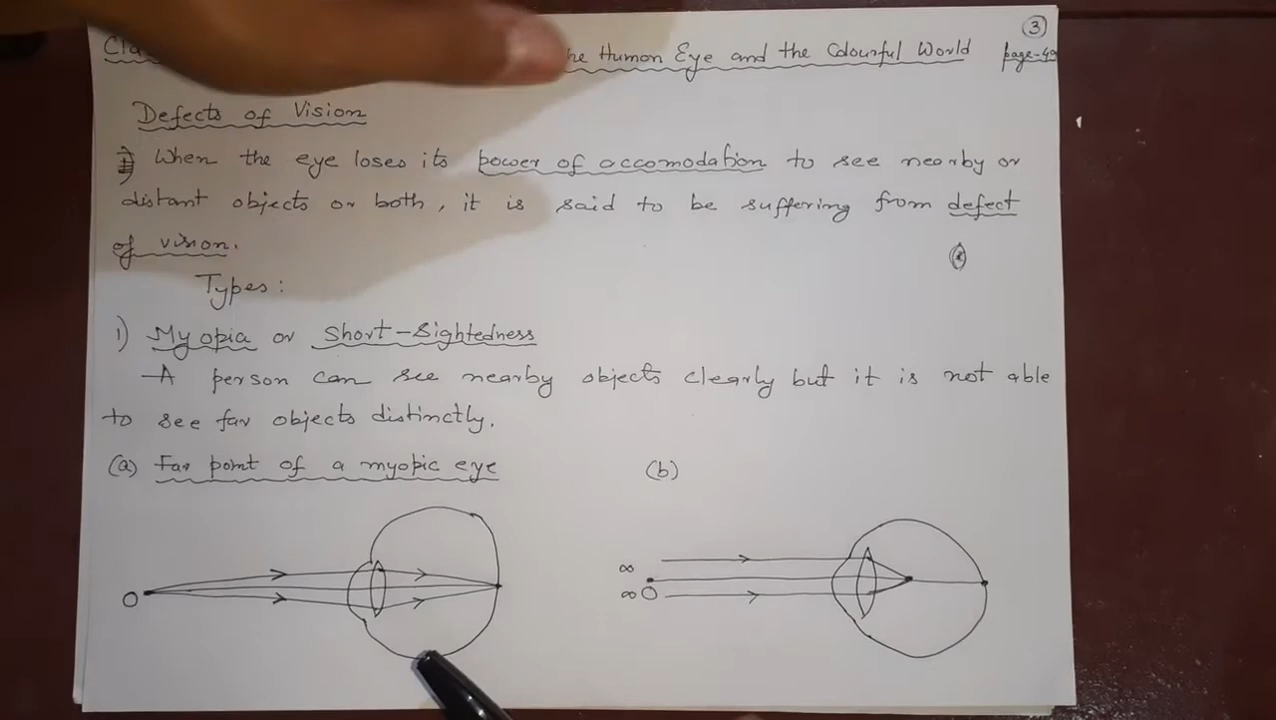 ③
he Human Eye and the Colourful World
Defects of Vision
When the eye loses its power of accomodation to see nearby or
distant objects or both, it is said to be suffering from defect
of vision.
Types:
1) Myopia or Short-Sightedness
A person can see nearby objects clearly but it is not able
to see far objects distinctly.
(a) Far point of a myopic eye
(b)
O
∞
∞ O